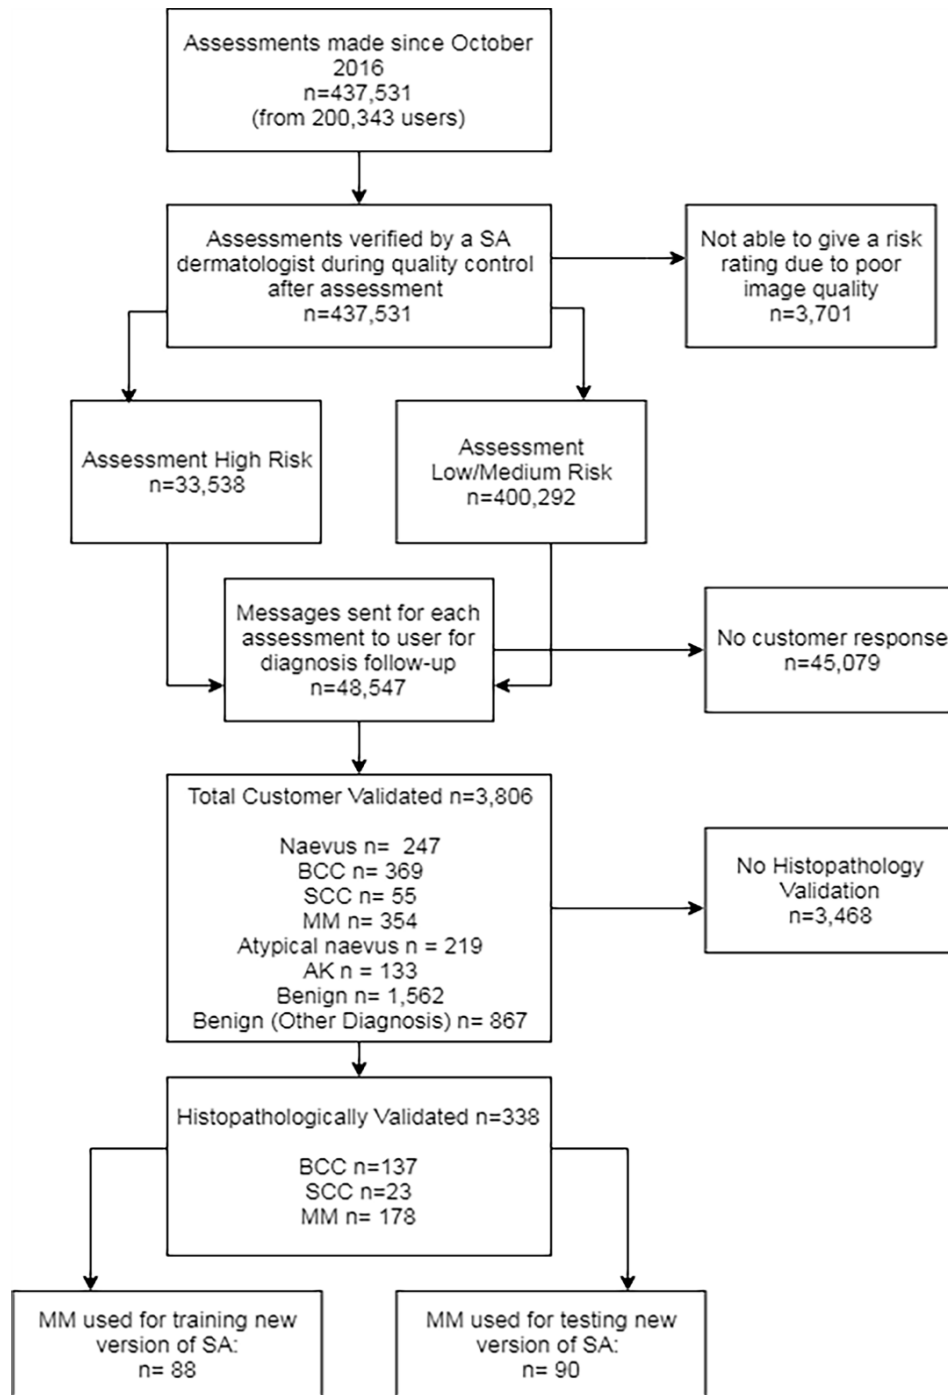 Assessments made since October
2016
n=437,531
(from 200,343 users)
Assessments verified by a SA
dermatologist during quality control
after assessment
n=437,531
Not able to give a risk
rating due to poor
image quality
n=3,701
Assessment High Risk
n=33,538
Assessment
Low/Medium Risk
n=400,292
Messages sent for each
assessment to user for
diagnosis follow-up
n=48,547
No customer response
n=45,079
Total Customer Validated n=3,806
Naevus n= 247
BCC n= 369
SCC n= 55
MM n= 354
Atypical naevus n = 219
AK n = 133
Benign n= 1,562
Benign (Other Diagnosis) n= 867
No Histopathology
Validation
n=3,468
Histopathologically Validated n=338
BCC n=137
SCC n=23
MM n= 178
MM used for training new
version of SA:
n= 88
MM used for testing new
version of SA:
n= 90